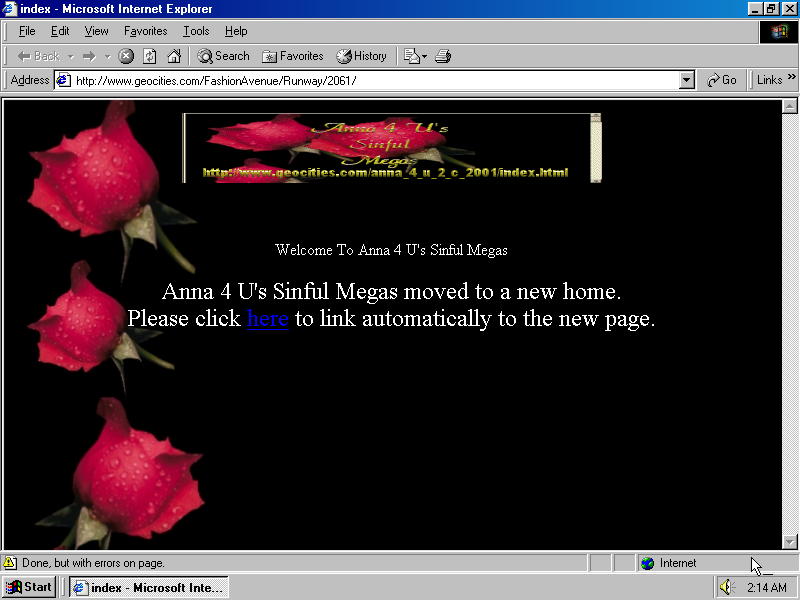 index - Microsoft Internet Explorer
File Edit View Favorites Tools Help
Back Search Favorites History
Address http://www.geocities.com/FashionAvenue/Runway/2061/ Go Links »
Anna 4 U's
Sinful
Megas
http://www.geocities.com/anna_4_u_2_c_2001/index.html
Welcome To Anna 4 U's Sinful Megas
Anna 4 U's Sinful Megas moved to a new home.
Please click here to link automatically to the new page.
Done, but with errors on page. Internet
Start index - Microsoft Inte... 2:14 AM